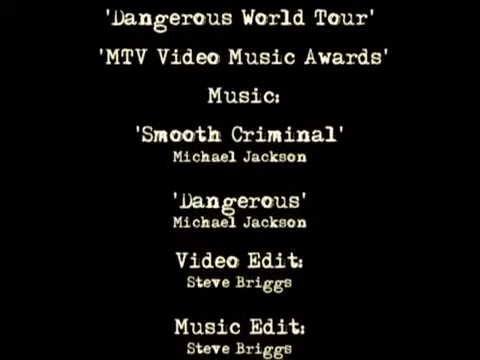 'Dangerous World Tour'
'MTV Video Music Awards'
Music:
'Smooth Criminal'
Michael Jackson
'Dangerous'
Michael Jackson
Video Edit:
Steve Briggs
Music Edit:
Steve Briggs